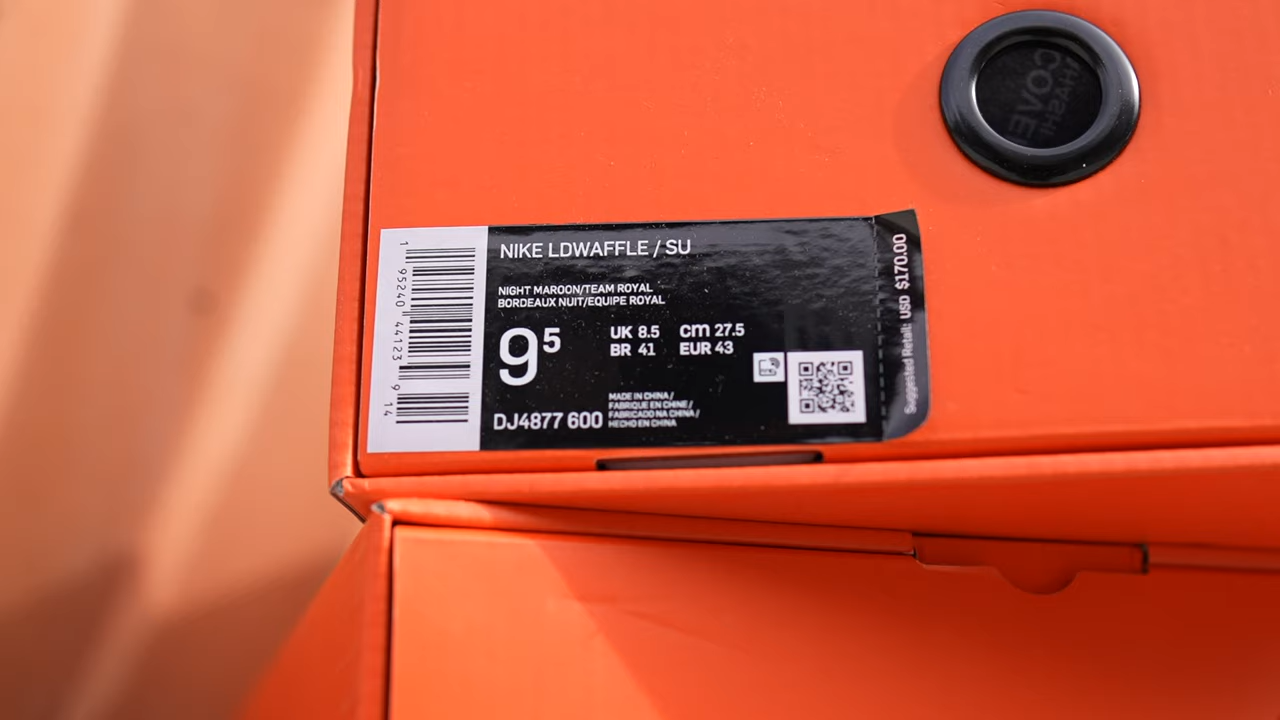 NIKE LDWAFFLE / SU
NIGHT MAROON/TEAM ROYAL
BORDEAUX NUIT/EQUIPE ROYAL
9⁵
UK 8.5
cm 27.5
BR 41
EUR 43
DJ4877 600
MADE IN CHINA /
FABRIQUE EN CHINE /
FABRICADO NA CHINA /
HECHO EN CHINA
1 95240 44123 9 14
Suggested Retail: USD $170.00
COVE